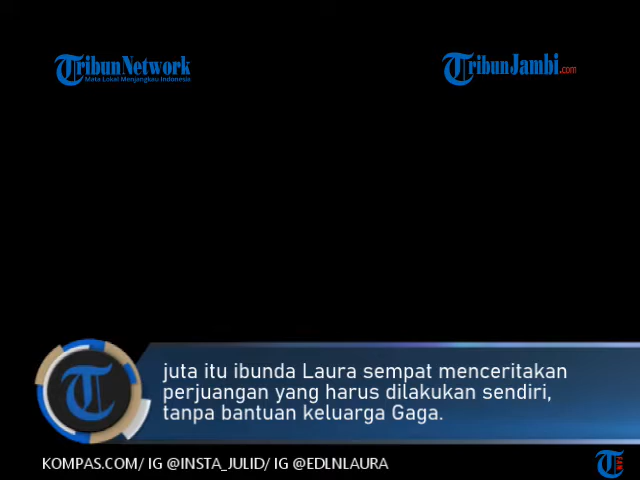 TribunNetwork
Mata Lokal Menjangkau Indonesia
TribunJambi.com
juta itu ibunda Laura sempat menceritakan
perjuangan yang harus dilakukan sendiri,
tanpa bantuan keluarga Gaga.
KOMPAS.COM/ IG @INSTA_JULID/ IG @EDLNLAURA